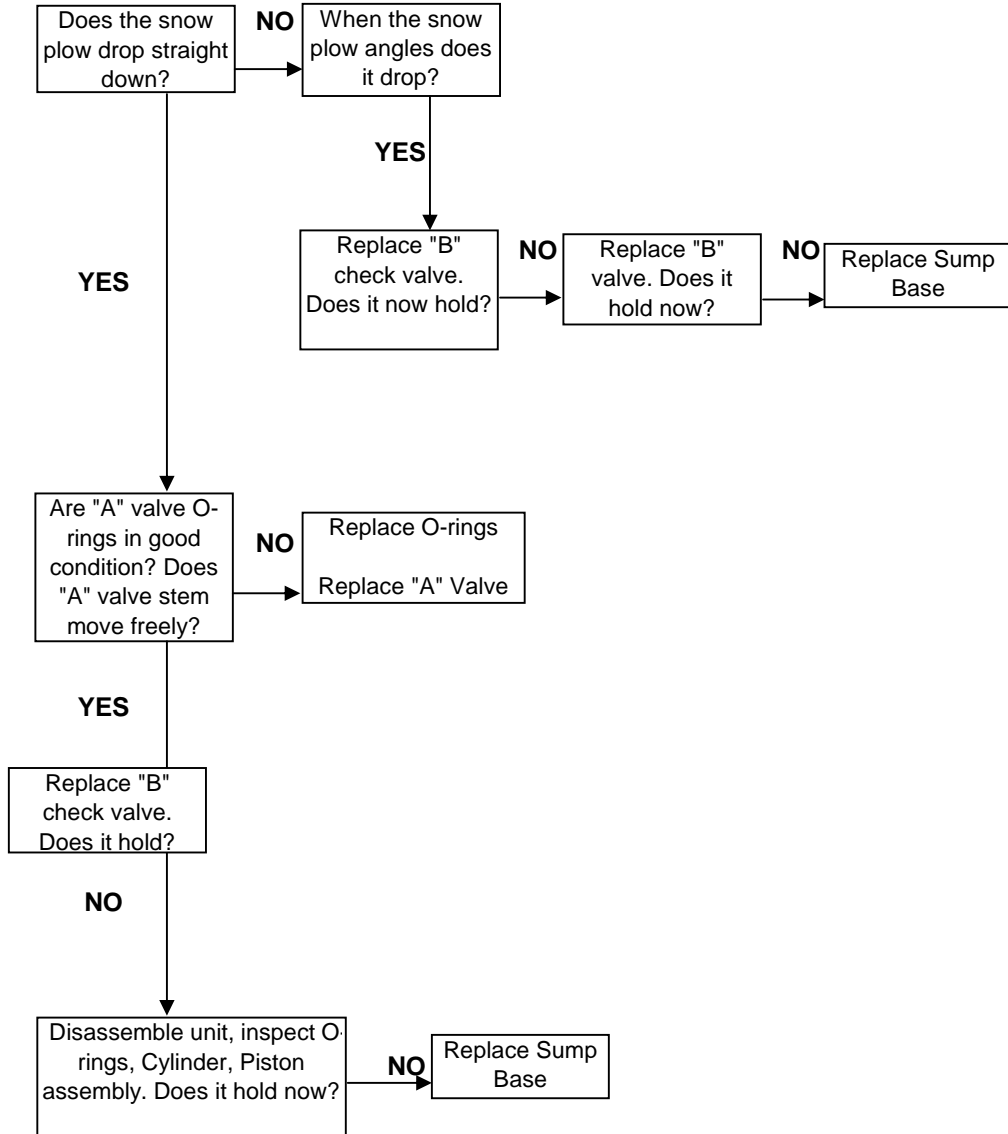 Does the snow
plow drop straight
down?
NO
When the snow
plow angles does
it drop?
YES
YES
Replace "B"
check valve.
Does it now hold?
NO
Replace "B"
valve. Does it
hold now?
NO
Replace Sump
Base
Are "A" valve O-
rings in good
condition? Does
"A" valve stem
move freely?
NO
Replace O-rings
Replace "A" Valve
YES
Replace "B"
check valve.
Does it hold?
NO
Disassemble unit, inspect O-
rings, Cylinder, Piston
assembly. Does it hold now?
NO
Replace Sump
Base